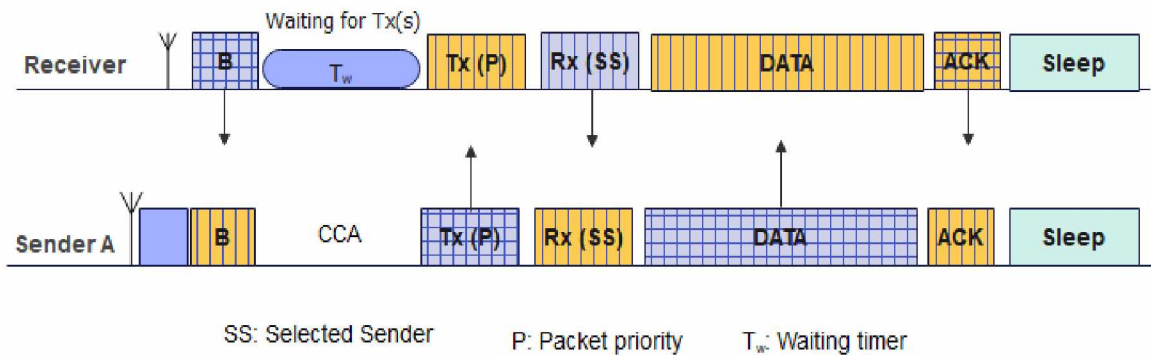 Waiting for Tx(s)
Receiver B Tw Tx (P) Rx (SS) DATA ACK Sleep
Sender A B CCA Tx (P) Rx (SS) DATA ACK Sleep
SS: Selected Sender P: Packet priority Tw: Waiting timer